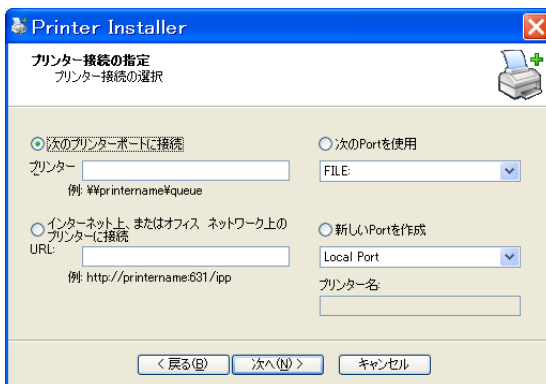 Printer Installer
プリンター接続の指定
プリンター接続の選択
次のプリンターポートに接続
プリンター
例: ¥¥printername¥queue
インターネット上、またはオフィス ネットワーク上の
プリンターに接続
URL:
例: http://printername:631/ipp
次のPortを使用
FILE:
新しいPortを作成
Local Port
プリンター名:
< 戻る(B)
次へ(N) >
キャンセル